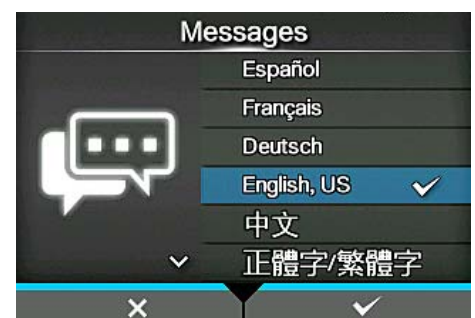 Messages
Español
Français
Deutsch
English, US
中文
正體字/繁體字